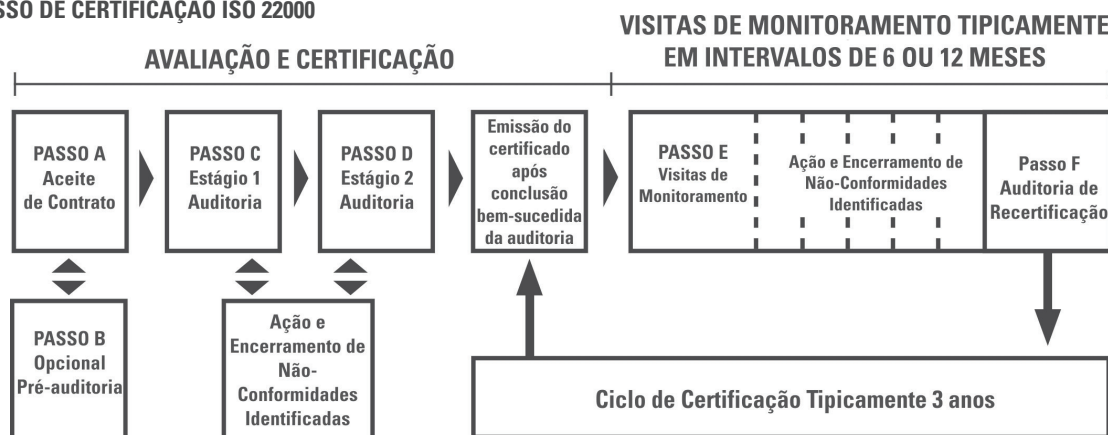 SSO DE CERTIFICAÇÃO ISO 22000
AVALIAÇÃO E CERTIFICAÇÃO
VISITAS DE MONITORAMENTO TIPICAMENTE
EM INTERVALOS DE 6 OU 12 MESES
PASSO A
Aceite
de Contrato
PASSO C
Estágio 1
Auditoria
PASSO D
Estágio 2
Auditoria
Emissão do
certificado
após
conclusão
bem-sucedida
da auditoria
PASSO E
Visitas de
Monitoramento
Ação e Encerramento de
Não-Conformidades
Identificadas
Passo F
Auditoria de
Recertificação
PASSO B
Opcional
Pré-auditoria
Ação e
Encerramento de
Não-
Conformidades
Identificadas
Ciclo de Certificação Tipicamente 3 anos